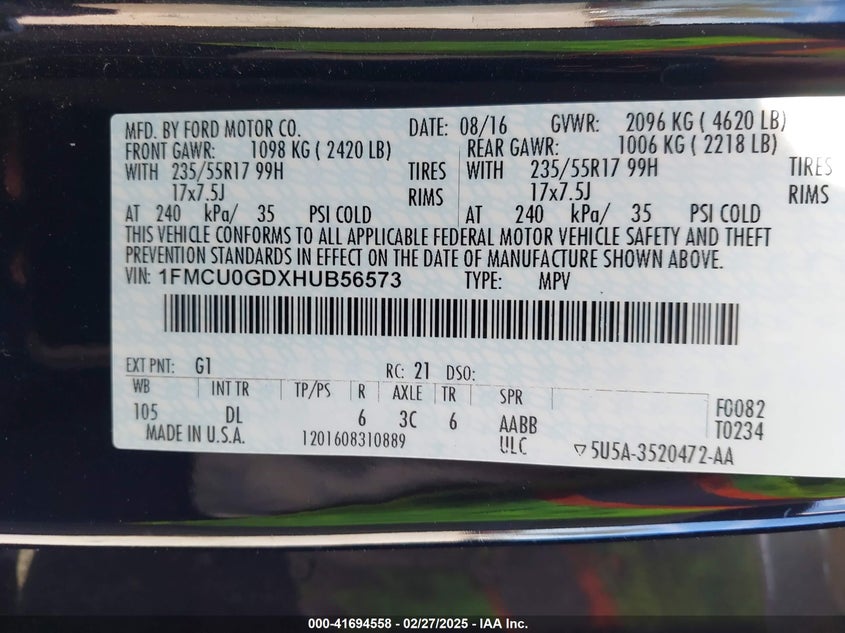 MFD. BY FORD MOTOR CO. DATE: 08/16 GVWR: 2096 KG ( 4620 LB)
FRONT GAWR: 1098 KG ( 2420 LB) REAR GAWR: 1006 KG ( 2218 LB)
WITH 235/55R17 99H TIRES WITH 235/55R17 99H TIRES
17x7.5J RIMS 17x7.5J RIMS
AT 240 kPa/ 35 PSI COLD AT 240 kPa/ 35 PSI COLD
THIS VEHICLE CONFORMS TO ALL APPLICABLE FEDERAL MOTOR VEHICLE SAFETY AND THEFT
PREVENTION STANDARDS IN EFFECT ON THE DATE OF MANUFACTURE SHOWN ABOVE.
VIN: 1FMCU0GDXHUB56573 TYPE: MPV
EXT PNT: G1 RC: 21 DSO:
WB INT TR TP/PS R AXLE TR SPR
105 DL 6 3C 6 AABB F0082
MADE IN U.S.A. 1201608310889 ULC T0234
▽5U5A-3520472-AA
000-41694558 - 02/27/2025 - IAA Inc.